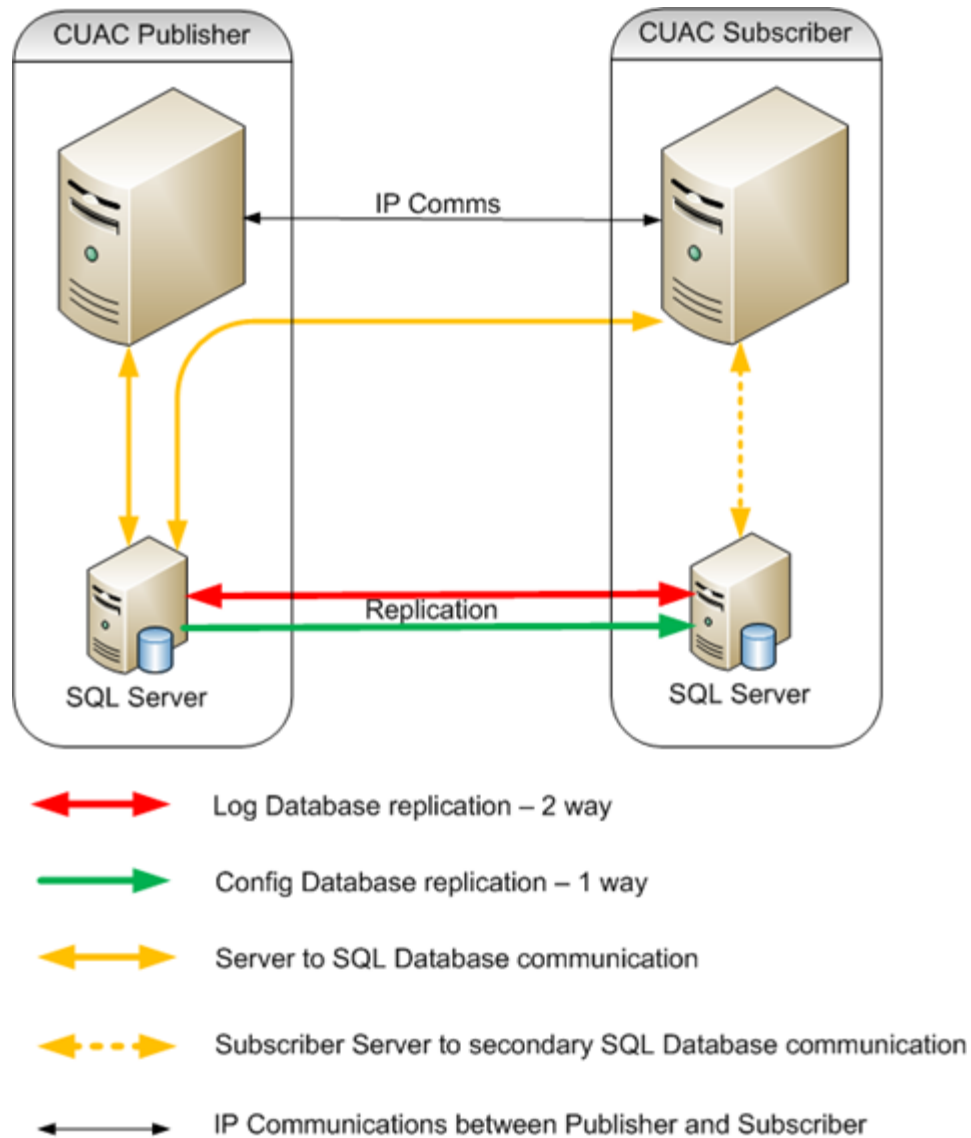 CUAC Publisher
CUAC Subscriber
IP Comms
Replication
SQL Server
SQL Server
Log Database replication – 2 way
Config Database replication – 1 way
Server to SQL Database communication
Subscriber Server to secondary SQL Database communication
IP Communications between Publisher and Subscriber